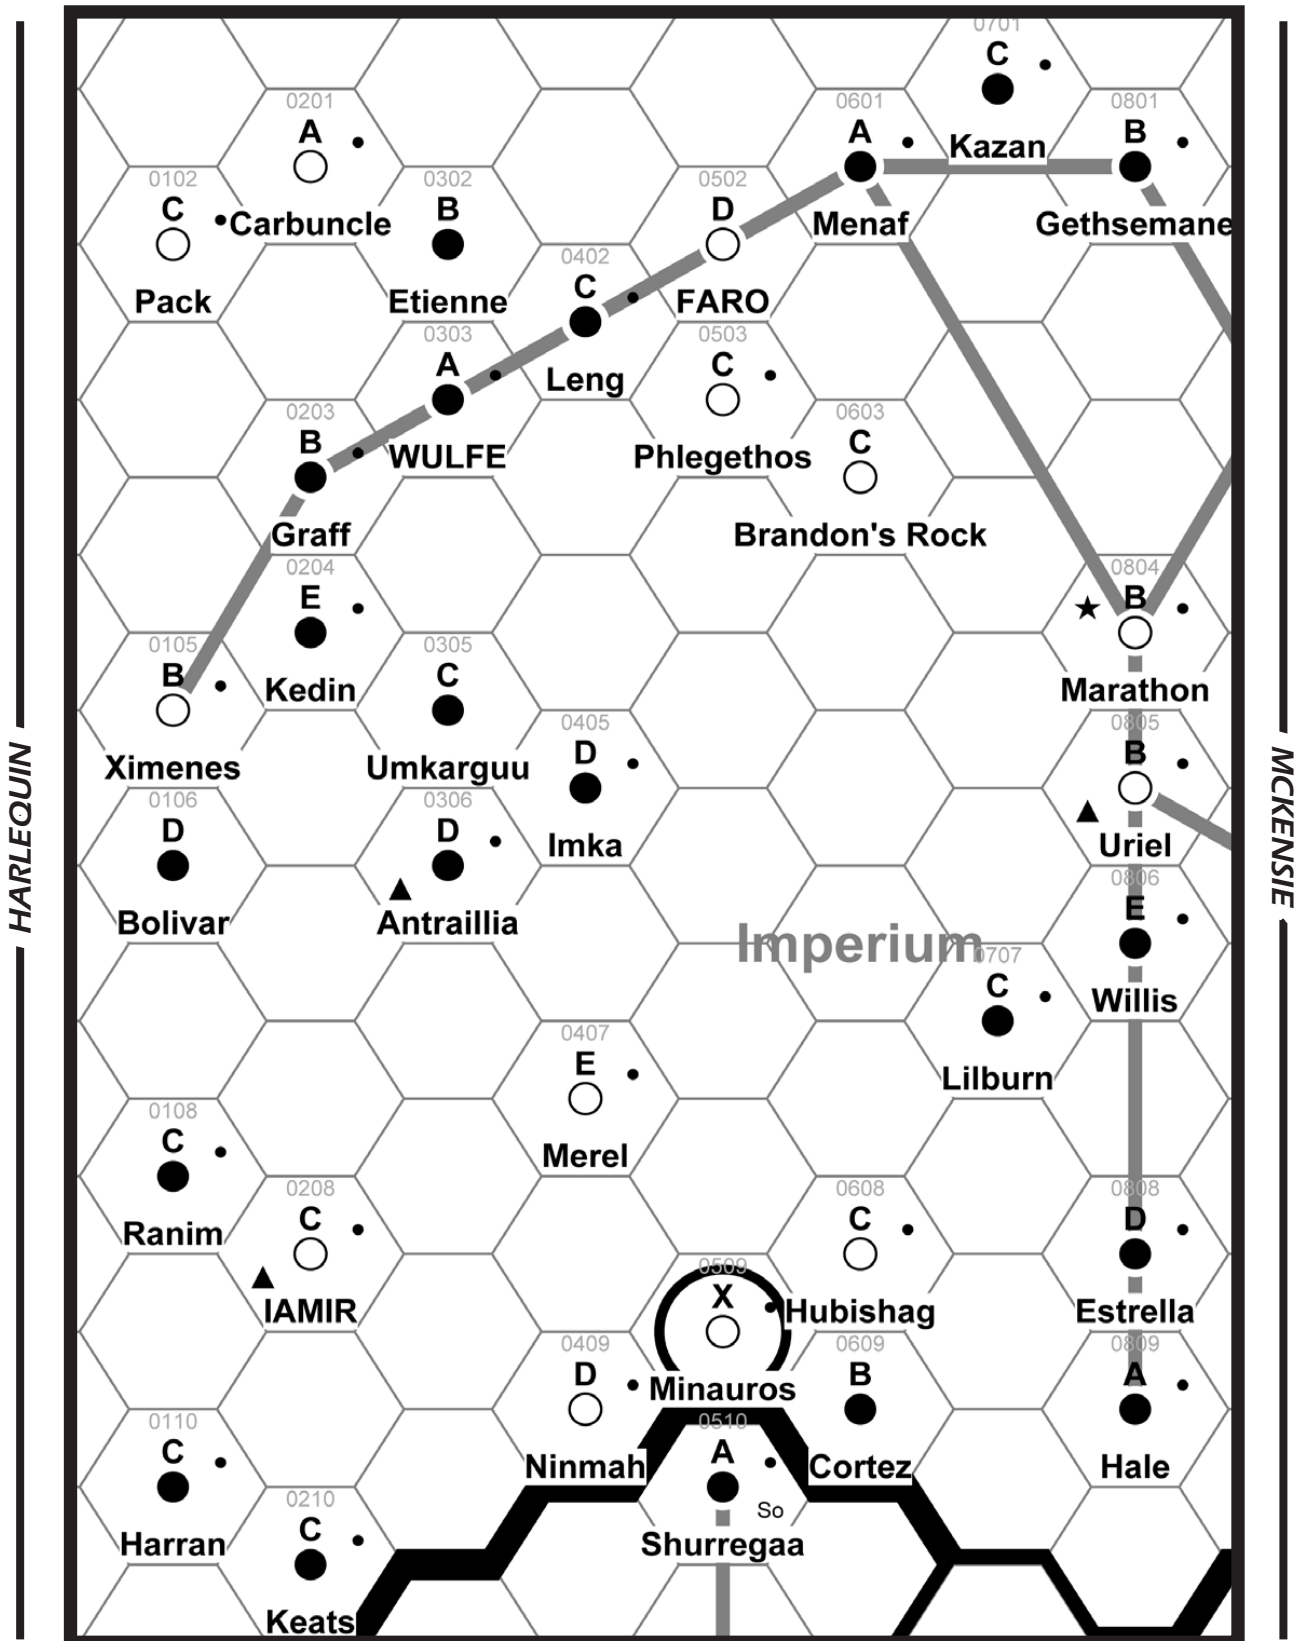 0701
C
Kazan
0201
A
Carbuncle
0601
A
Menaf
0801
B
Gethsemane
0102
C
Pack
0302
B
Etienne
0502
D
FARO
0402
C
Leng
0303
A
WULFE
0503
C
Phlegethos
0203
B
Graff
0603
C
Brandon's Rock
0204
E
Kedin
0804
B
Marathon
0105
B
Ximenes
0305
C
Umkarguu
0405
D
Imka
0805
B
Uriel
HARLEQUIN
MCKENSIE
0106
D
Bolivar
0306
D
Antraillia
0806
E
Willis
Imperium
0707
C
Lilburn
0407
E
Merel
0108
C
Ranim
0208
C
IAMIR
0608
C
Hubishag
0808
D
Estrella
0509
X
Minauros
0409
D
Ninmah
0609
B
Cortez
0809
A
Hale
0110
C
Harran
0510
A
So
Shurregaa
0210
C
Keats